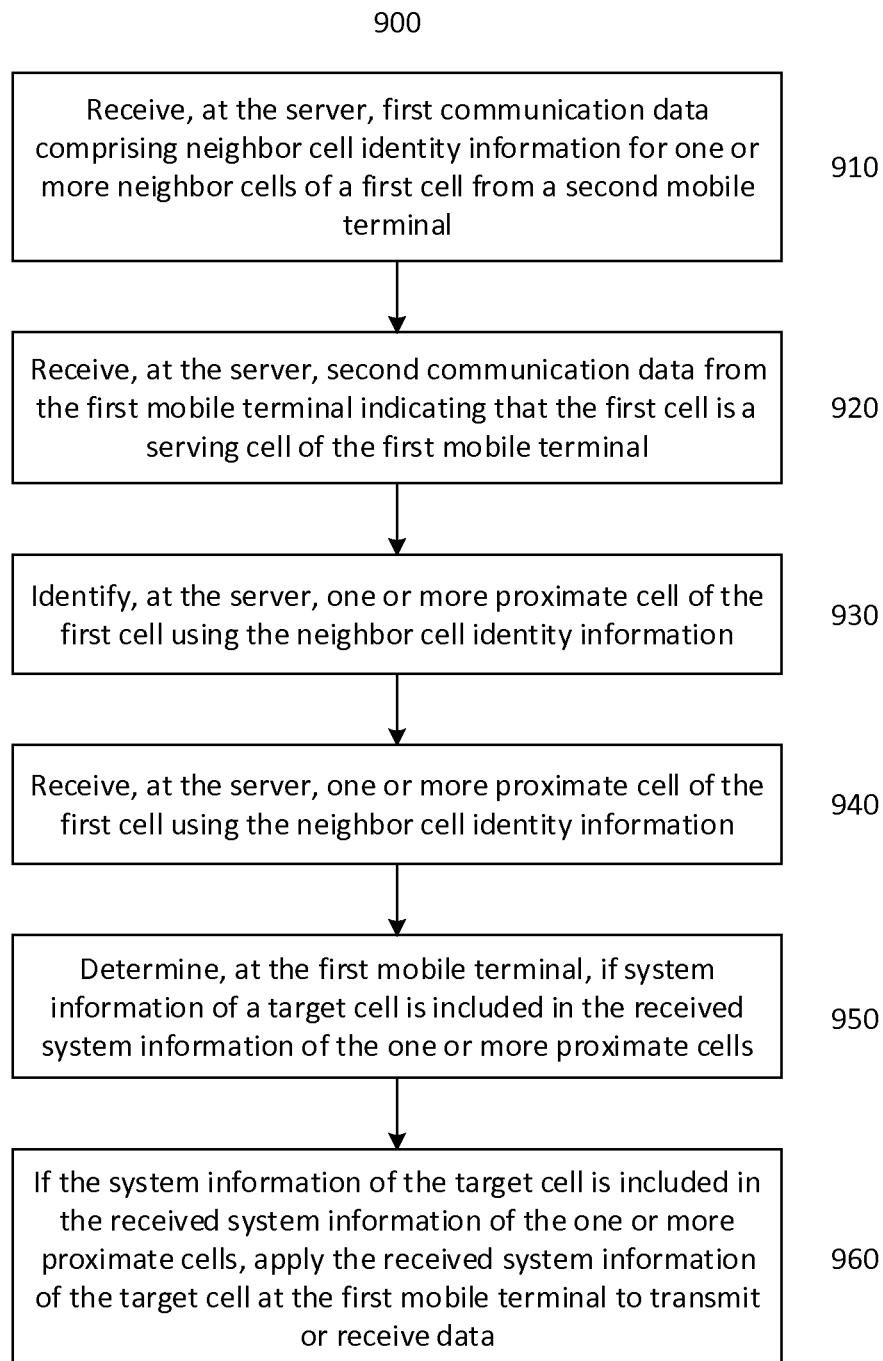 900
Receive, at the server, first communication data
comprising neighbor cell identity information for one or
more neighbor cells of a first cell from a second mobile
terminal
910
Receive, at the server, second communication data from
the first mobile terminal indicating that the first cell is a
serving cell of the first mobile terminal
920
Identify, at the server, one or more proximate cell of the
first cell using the neighbor cell identity information
930
Receive, at the server, one or more proximate cell of the
first cell using the neighbor cell identity information
940
Determine, at the first mobile terminal, if system
information of a target cell is included in the received
system information of the one or more proximate cells
950
If the system information of the target cell is included in
the received system information of the one or more
proximate cells, apply the received system information
of the target cell at the first mobile terminal to transmit
or receive data
960